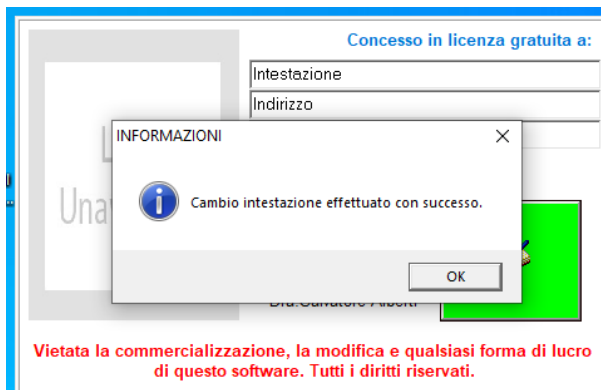 Concesso in licenza gratuita a:
Intestazione
Indirizzo
INFORMAZIONI
Cambio intestazione effettuato con successo.
OK
Vietata la commercializzazione, la modifica e qualsiasi forma di lucro
di questo software. Tutti i diritti riservati.